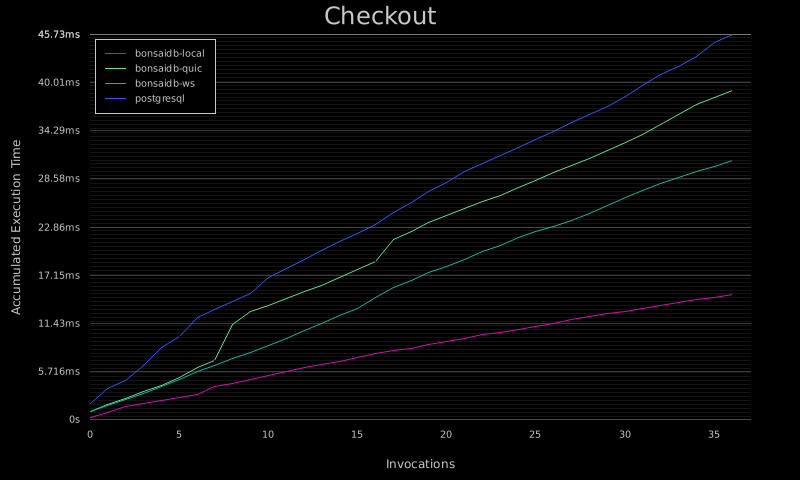 Checkout
45.73ms
40.01ms
34.29ms
28.58ms
22.86ms
17.15ms
11.43ms
5.716ms
0s
bonsaidb-local
bonsaidb-quic
bonsaidb-ws
postgresql
Accumulated Execution Time
0 5 10 15 20 25 30 35
Invocations